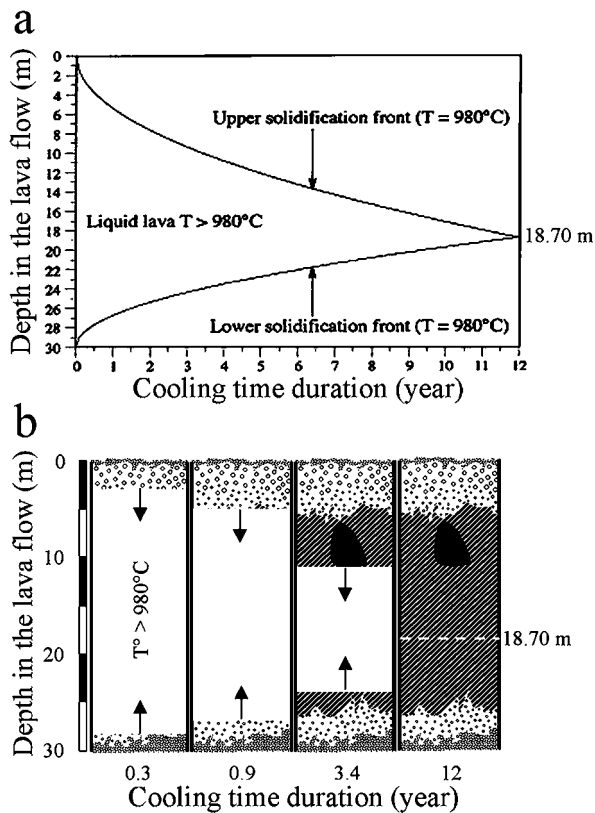 a
Depth in the lava flow (m)
0
2
4
6
8
10
12
14
16
18
20
22
24
26
28
30
Upper solidification front (T = 980°C)
Liquid lava T > 980°C
18.70 m
Lower solidification front (T = 980°C)
0 1 2 3 4 5 6 7 8 9 10 11 12
Cooling time duration (year)
b
Depth in the lava flow (m)
0
10
20
30
T° > 980°C
18.70 m
0.3 0.9 3.4 12
Cooling time duration (year)